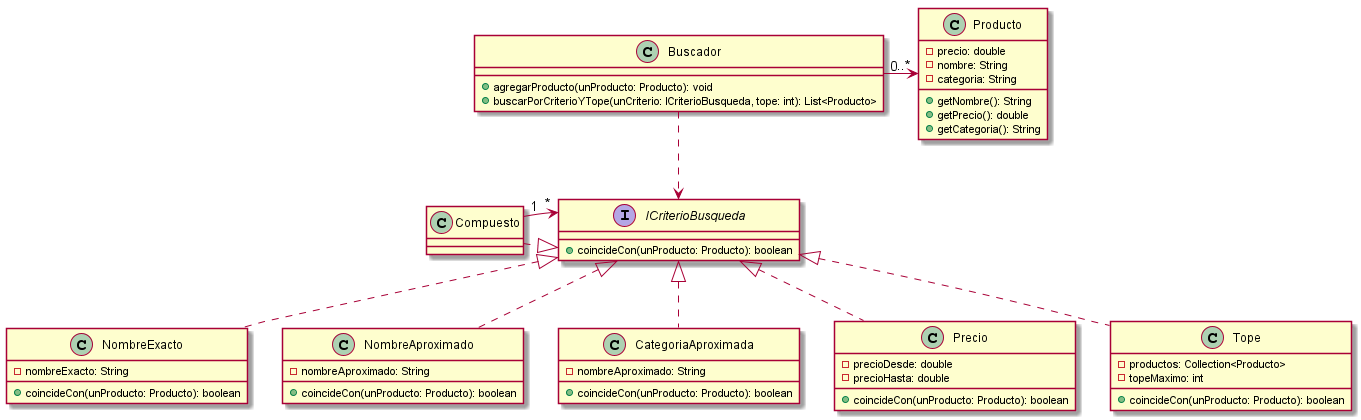 C Producto
precio: double
nombre: String
categoria: String
getNombre(): String
getPrecio(): double
getCategoria(): String
C Buscador
agregarProducto(unProducto: Producto): void
buscarPorCriterioYTope(unCriterio: ICriterioBusqueda, tope: int): List<Producto>
0..*
C Compuesto
1 *
I ICriterioBusqueda
coincideCon(unProducto: Producto): boolean
C NombreExacto
nombreExacto: String
coincideCon(unProducto: Producto): boolean
C NombreAproximado
nombreAproximado: String
coincideCon(unProducto: Producto): boolean
C CategoriaAproximada
nombreAproximado: String
coincideCon(unProducto: Producto): boolean
C Precio
precioDesde: double
precioHasta: double
coincideCon(unProducto: Producto): boolean
C Tope
productos: Collection<Producto>
topeMaximo: int
coincideCon(unProducto: Producto): boolean